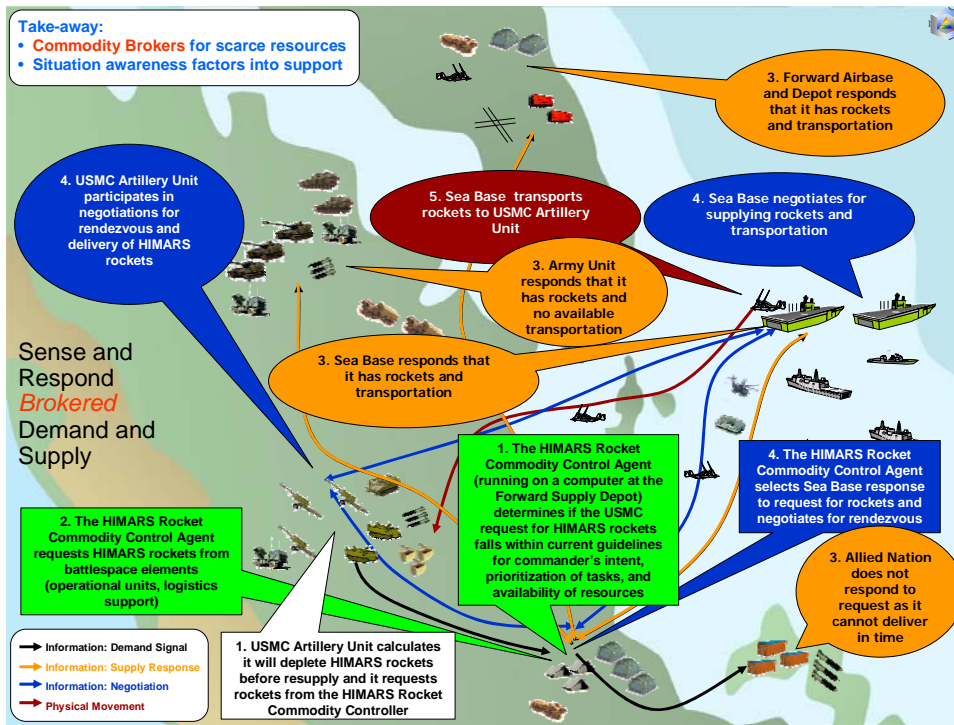 Take-away:
• Commodity Brokers for scarce resources
• Situation awareness factors into support
3. Forward Airbase
and Depot responds
that it has rockets
and transportation
4. USMC Artillery Unit
participates in
negotiations for
rendezvous and
delivery of HIMARS
rockets
5. Sea Base transports
rockets to USMC Artillery
Unit
4. Sea Base negotiates for
supplying rockets and
transportation
3. Army Unit
responds that it
has rockets and
no available
transportation
3. Sea Base responds that
it has rockets and
transportation
Sense and
Respond
Brokered
Demand and
Supply
1. The HIMARS Rocket
Commodity Control Agent
(running on a computer at the
Forward Supply Depot)
determines if the USMC
request for HIMARS rockets
falls within current guidelines
for commander's intent,
prioritization of tasks, and
availability of resources
4. The HIMARS Rocket
Commodity Control Agent
selects Sea Base response
to request for rockets and
negotiates for rendezvous
2. The HIMARS Rocket
Commodity Control Agent
requests HIMARS rockets from
battlespace elements
(operational units, logistics
support)
3. Allied Nation
does not
respond to
request as it
cannot deliver
in time
1. USMC Artillery Unit calculates
it will deplete HIMARS rockets
before resupply and it requests
rockets from the HIMARS Rocket
Commodity Controller
Information: Demand Signal
Information: Supply Response
Information: Negotiation
Physical Movement